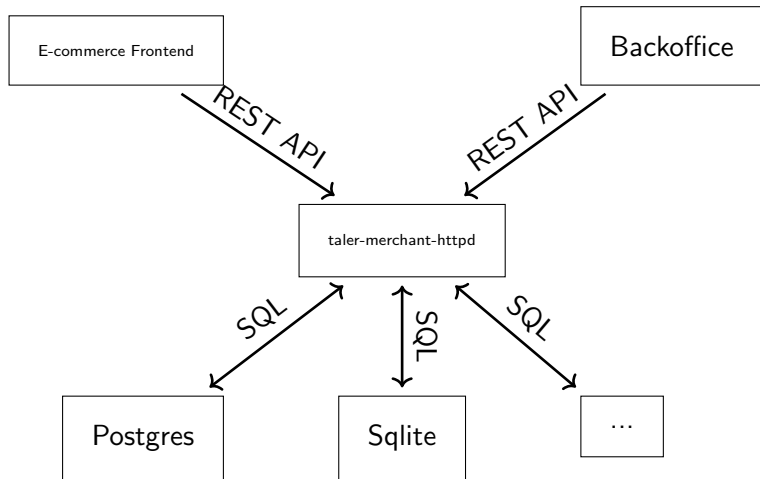 E-commerce Frontend
Backoffice
REST API
REST API
taler-merchant-httpd
SQL
SQL
SQL
Postgres
Sqlite
...